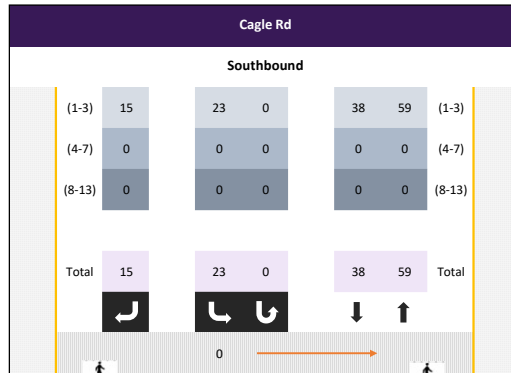 Cagle Rd
Southbound
(1-3) 15 23 0 38 59 (1-3)
(4-7) 0 0 0 0 0 (4-7)
(8-13) 0 0 0 0 0 (8-13)
Total 15 23 0 38 59 Total
0